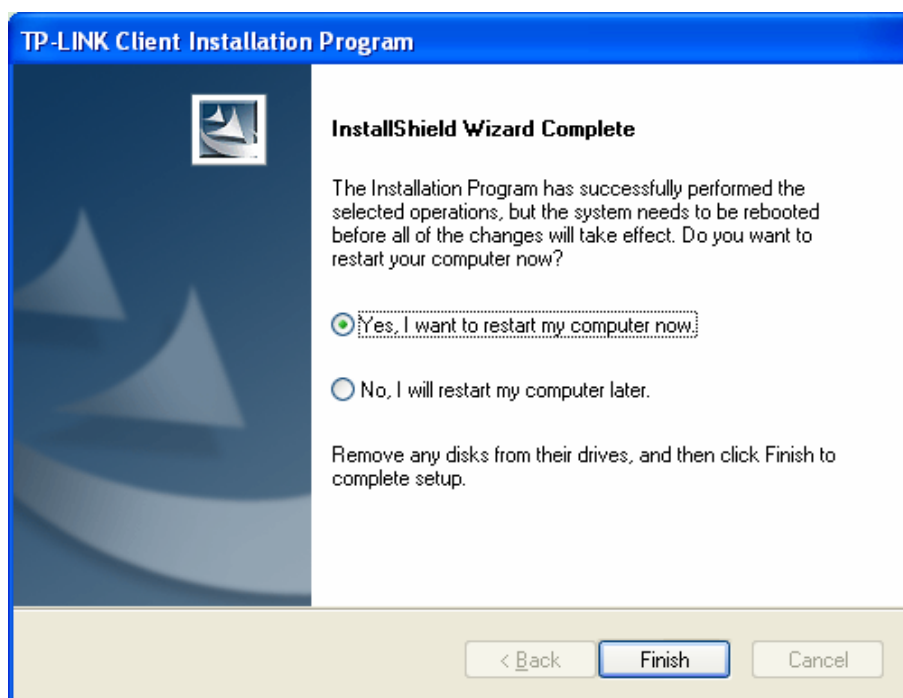 TP-LINK Client Installation Program
InstallShield Wizard Complete
The Installation Program has successfully performed the
selected operations, but the system needs to be rebooted
before all of the changes will take effect. Do you want to
restart your computer now?
Yes, I want to restart my computer now.
No, I will restart my computer later.
Remove any disks from their drives, and then click Finish to
complete setup.
< Back
Finish
Cancel